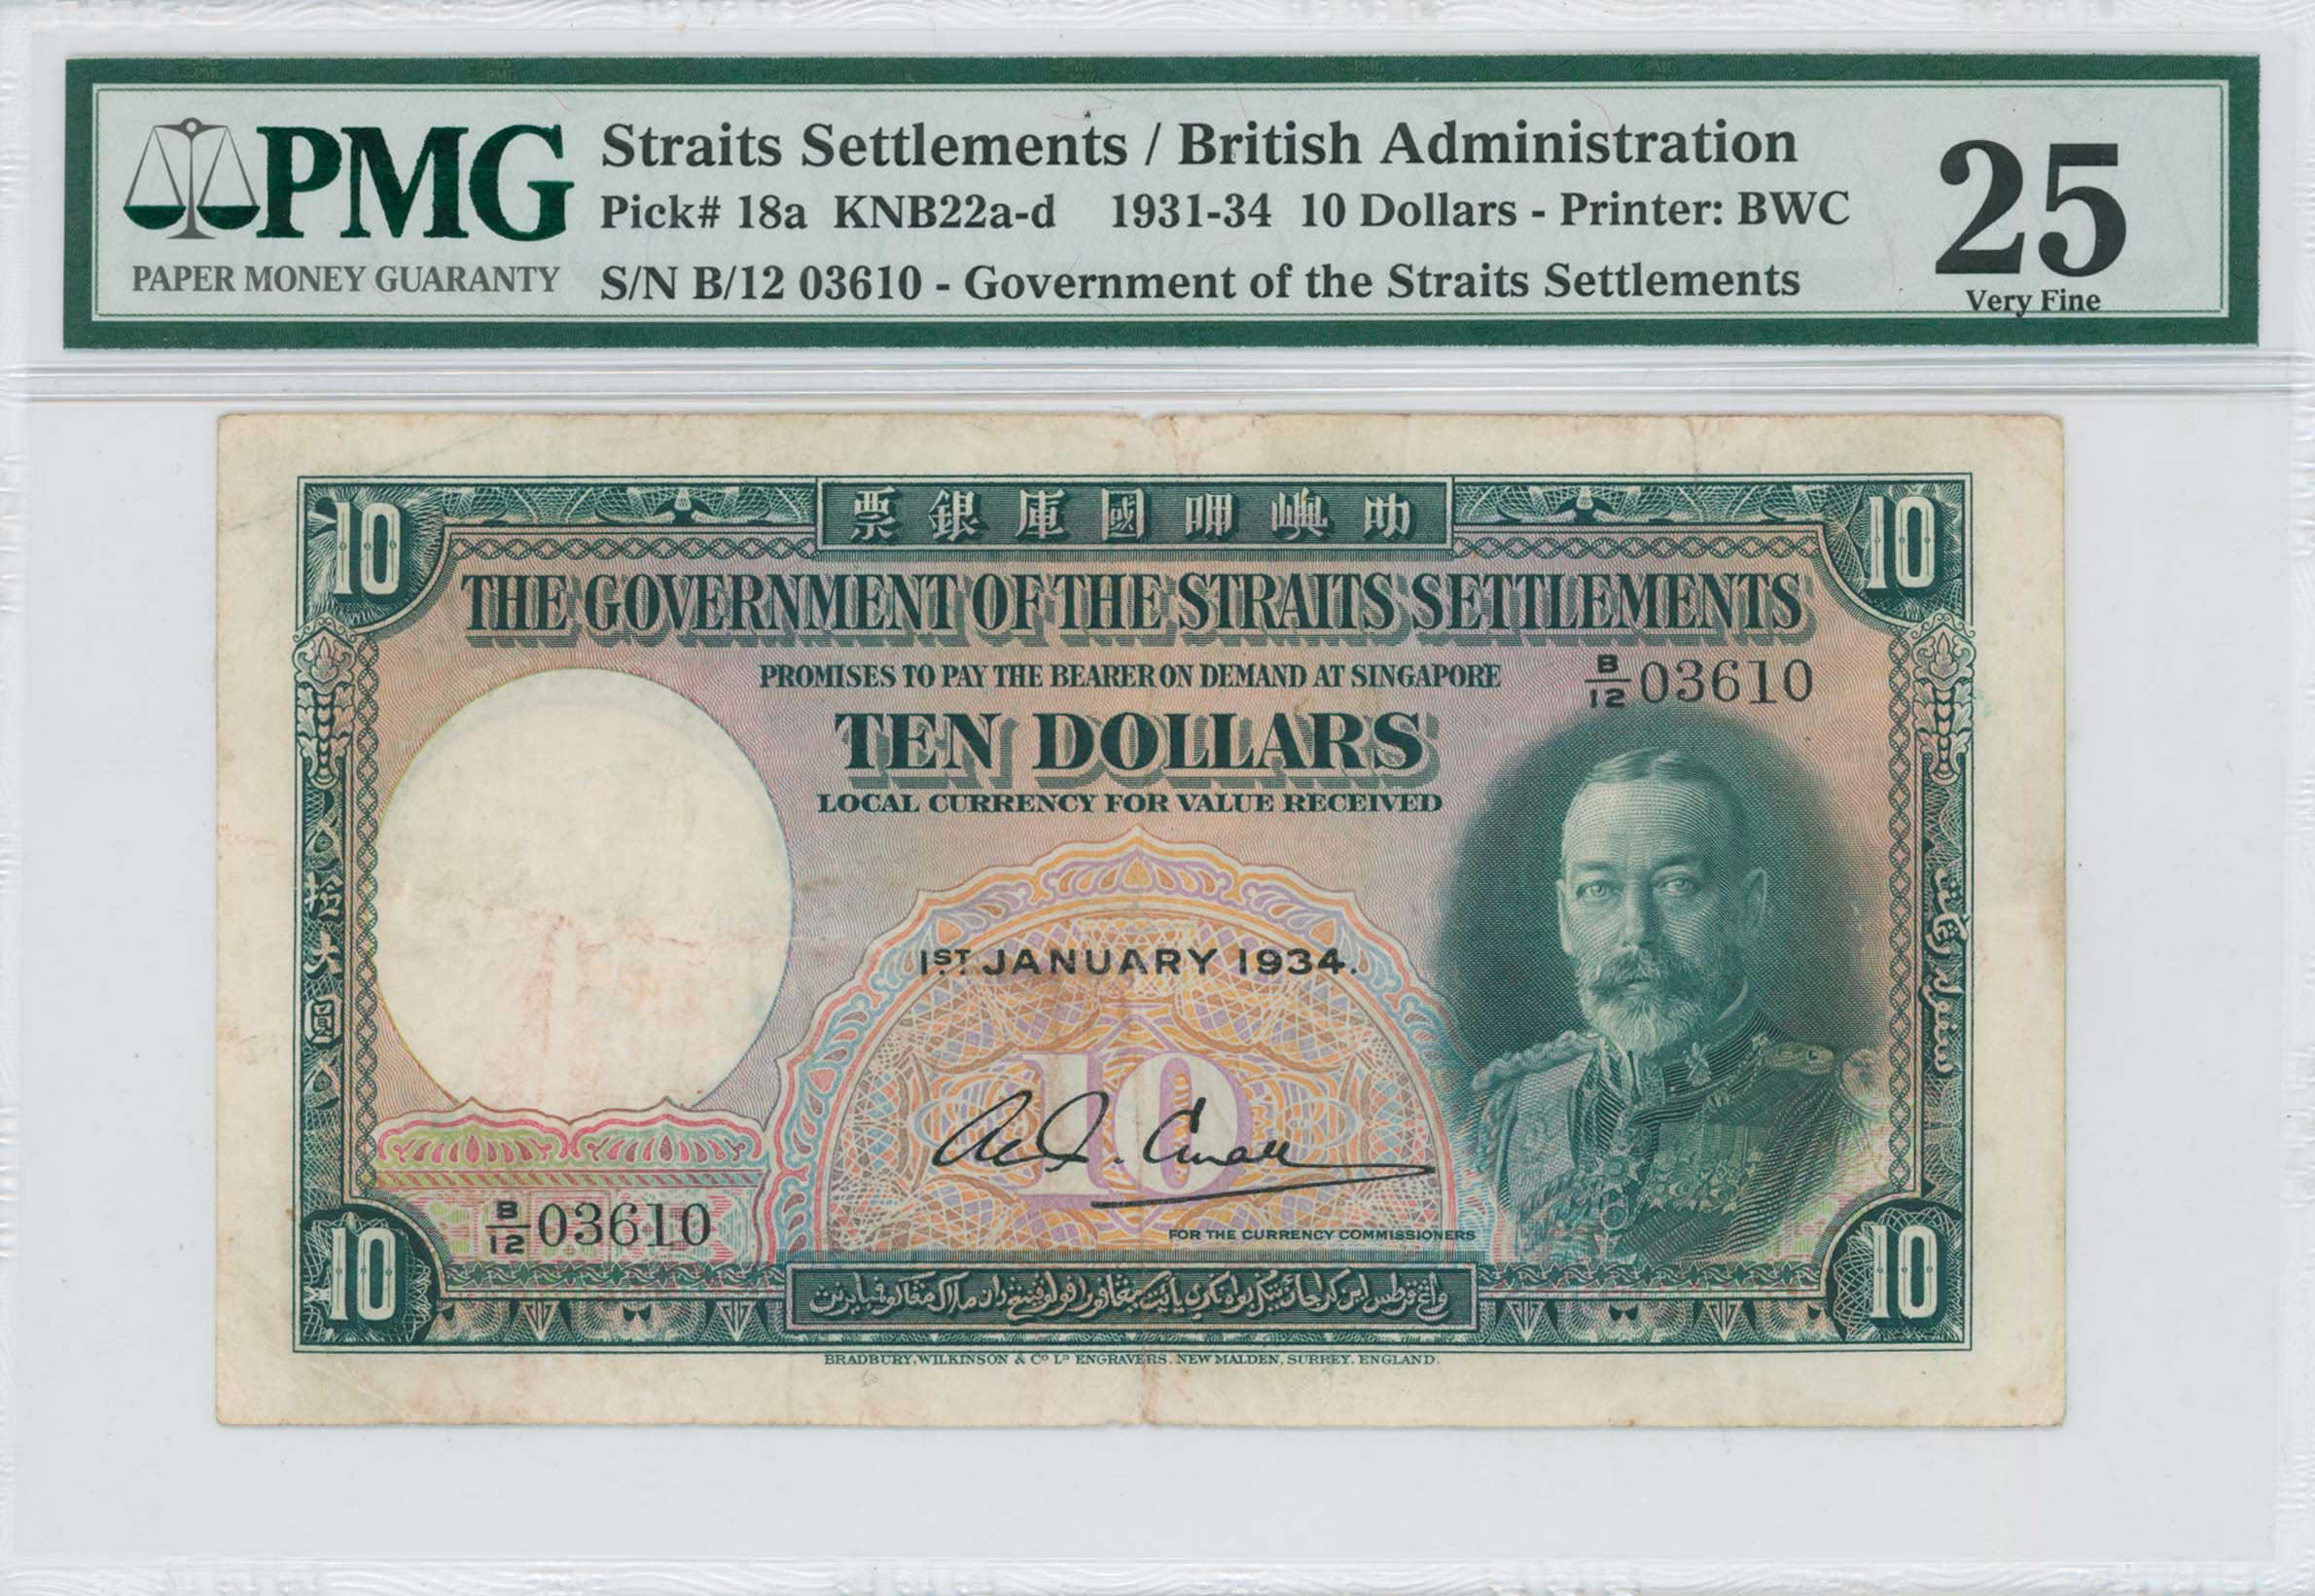 PMG
PAPER MONEY GUARANTY
Straits Settlements / British Administration
Pick# 18a KNB22a-d 1931-34 10 Dollars - Printer: BWC
S/N B/12 03610 - Government of the Straits Settlements
25
Very Fine
叻嶼呷國庫銀票
10
10
THE GOVERNMENT OF THE STRAITS SETTLEMENTS
PROMISES TO PAY THE BEARER ON DEMAND AT SINGAPORE
B/12 03610
TEN DOLLARS
LOCAL CURRENCY FOR VALUE RECEIVED
拾大圓
1ST JANUARY 1934.
10
B/12 03610
FOR THE CURRENCY COMMISSIONERS
10
10
BRADBURY, WILKINSON & Co Ld ENGRAVERS. NEW MALDEN, SURREY, ENGLAND.